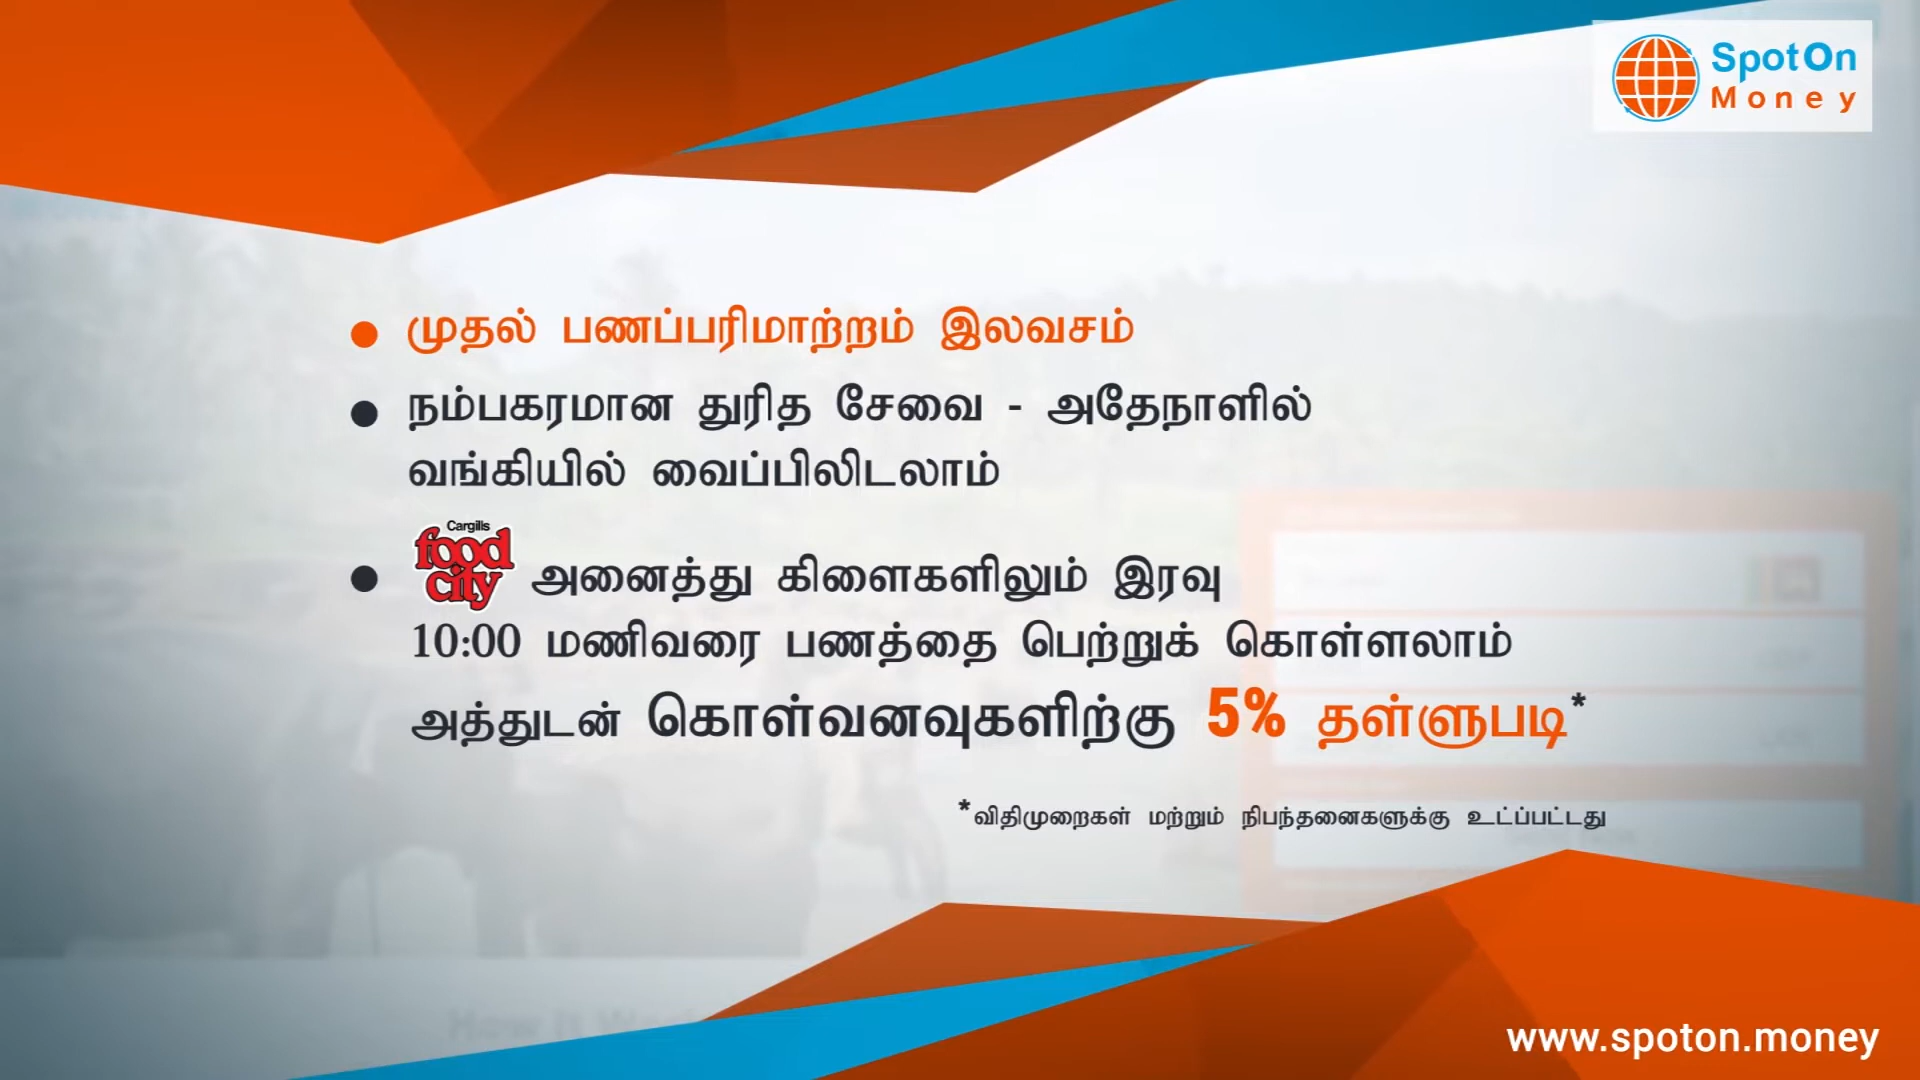 SpotOn
Money
முதல் பணப்பரிமாற்றம் இலவசம்
நம்பகரமான துரித சேவை - அதேநாளில்
வங்கியில் வைப்பிலிடலாம்
Cargills
food
city
அனைத்து கிளைகளிலும் இரவு
10:00 மணிவரை பணத்தை பெற்றுக் கொள்ளலாம்
அத்துடன் கொள்வனவுகளிற்கு 5% தள்ளுபடி*
*விதிமுறைகள் மற்றும் நிபந்தனைகளுக்கு உட்ப்பட்டது
www.spoton.money